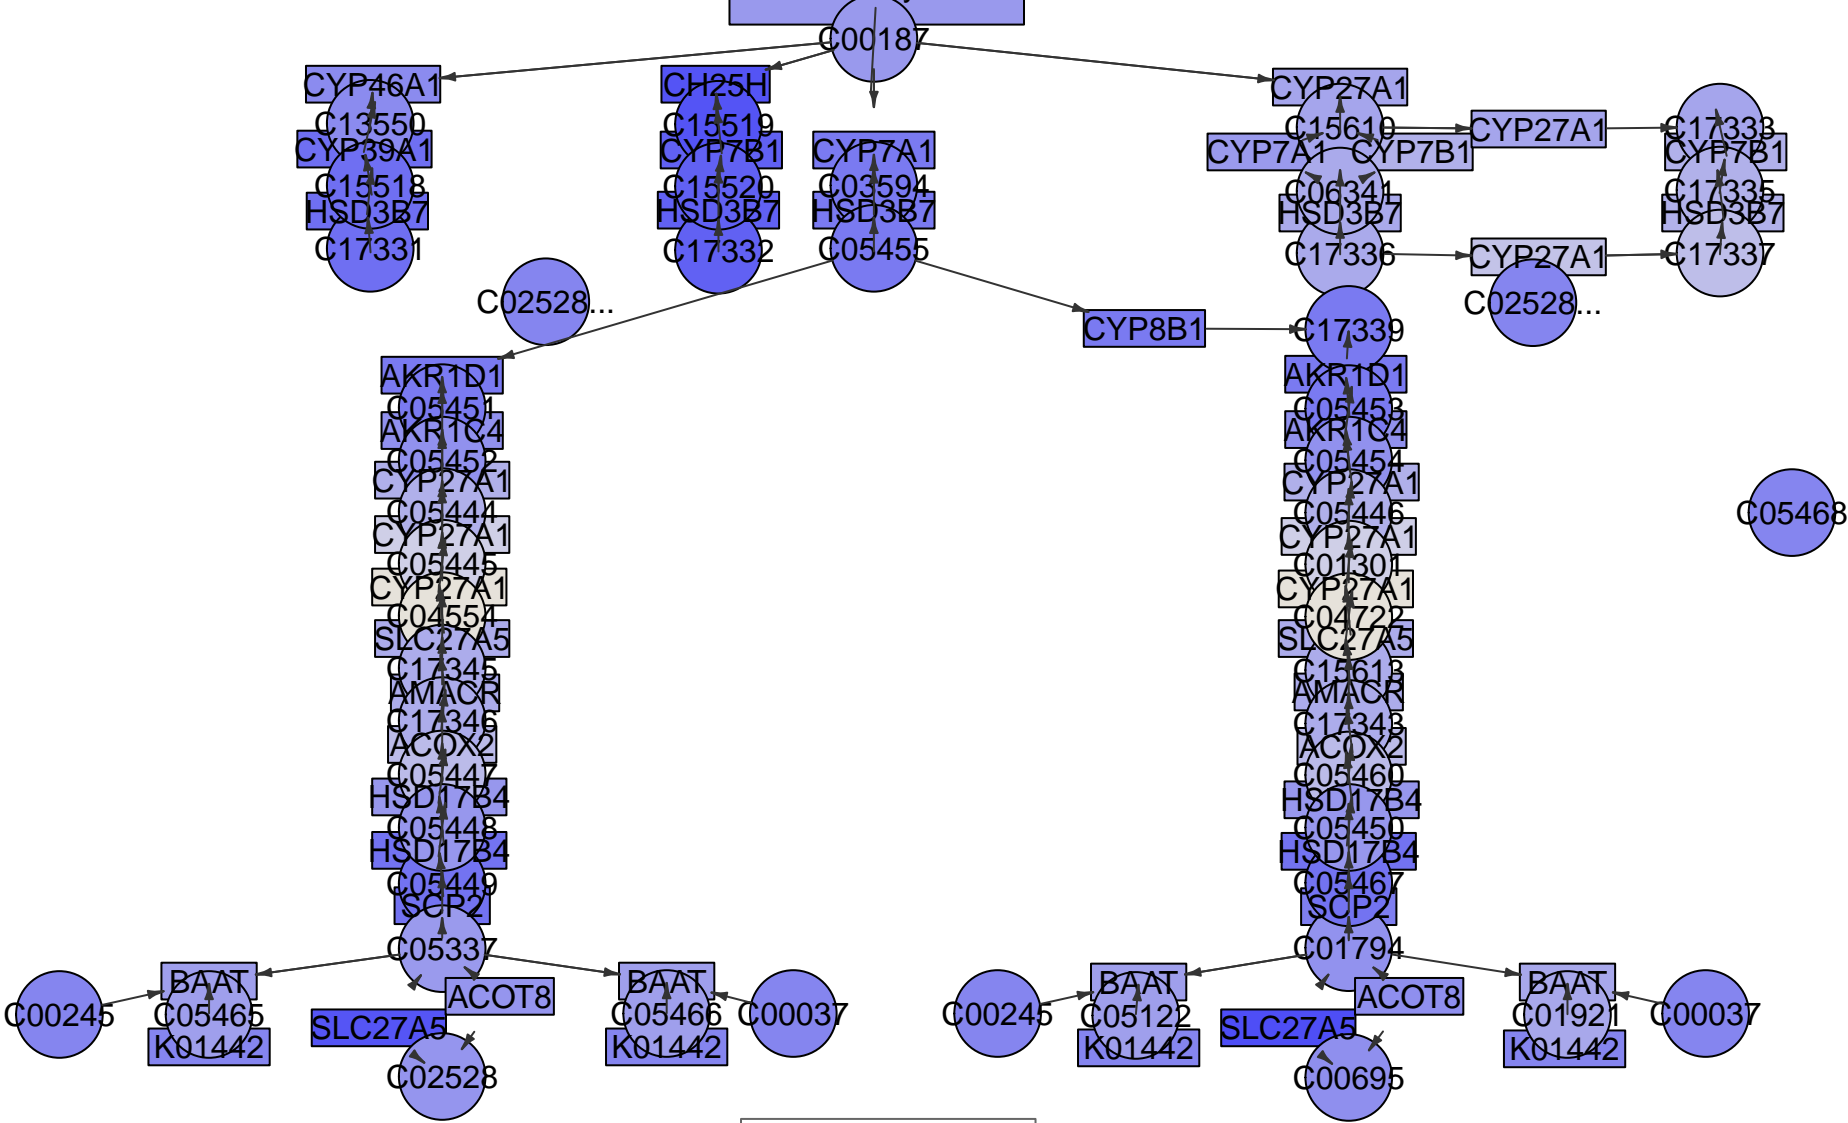 C00187
CYP46A1
CH25H
CYP27A1
C13550
C15519
C15610
CYP27A1
C17333
CYP39A1
CYP7B1
CYP7A1
CYP7A1
CYP7B1
CYP7B1
C15518
C15520
C03594
C06341
C17335
HSD3B7
HSD3B7
HSD3B7
HSD3B7
HSD3B7
C17331
C17332
C05455
C17336
CYP27A1
C17337
C02528...
C02528...
CYP8B1
C17339
AKR1D1
AKR1D1
C05451
C05453
AKR1C4
AKR1C4
C05452
C05454
CYP27A1
CYP27A1
C05444
C05446
C05468
CYP27A1
CYP27A1
C05445
C01301
CYP27A1
CYP27A1
C04554
C04722
SLC27A5
SLC27A5
C17345
C15613
AMACR
AMACR
C17346
C17343
ACOX2
ACOX2
C05447
C05460
HSD17B4
HSD17B4
C05448
C05450
HSD17B4
HSD17B4
C05449
C05467
SCP2
SCP2
C05337
C01794
BAAT
BAAT
BAAT
BAAT
ACOT8
ACOT8
C00245
C05465
C05466
C00037
C00245
C05122
C01921
C00037
SLC27A5
SLC27A5
K01442
K01442
K01442
K01442
C02528
C00695